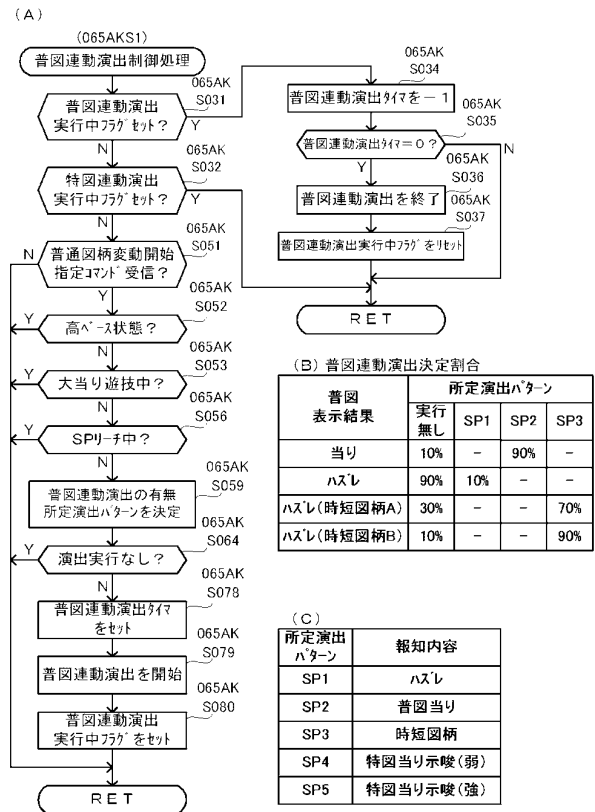 (A)
(065AKS1)
普図連動演出制御処理
065AK
S031
普図連動演出
実行中フラグセット?
Y
N
065AK
S032
特図連動演出
実行中フラグセット?
Y
N
065AK
S051
普通図柄変動開始
指定コマンド受信?
N
Y
065AK
S052
高ベース状態?
Y
N
065AK
S053
大当り遊技中?
Y
N
065AK
S056
SPリーチ中?
Y
N
065AK
S059
普図連動演出の有無
所定演出パターンを決定
065AK
S064
演出実行なし?
Y
N
065AK
S078
普図連動演出タイマ
をセット
065AK
S079
普図連動演出を開始
065AK
S080
普図連動演出
実行中フラグをセット
RET
065AK
S034
普図連動演出タイマを-1
065AK
S035
普図連動演出タイマ=0?
N
Y
065AK
S036
普図連動演出を終了
065AK
S037
普図連動演出実行中フラグをリセット
RET
(B) 普図連動演出決定割合
普図
表示結果
所定演出パターン
実行
無し
SP1 SP2 SP3
当り 10% - 90% -
ハズレ 90% 10% - -
ハズレ(時短図柄A) 30% - - 70%
ハズレ(時短図柄B) 10% - - 90%
(C)
所定演出
パターン
報知内容
SP1 ハズレ
SP2 普図当り
SP3 時短図柄
SP4 特図当り示唆(弱)
SP5 特図当り示唆(強)